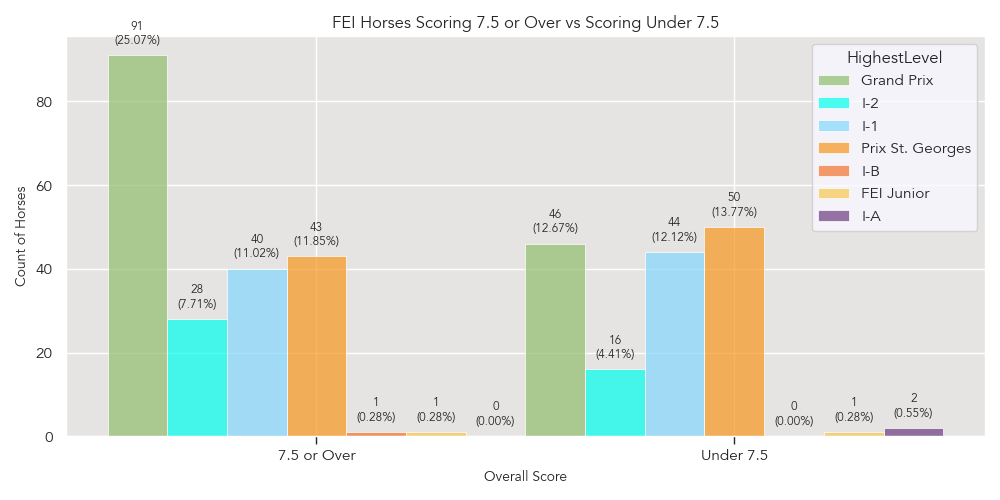 FEI Horses Scoring 7.5 or Over vs Scoring Under 7.5
HighestLevel
Grand Prix
I-2
I-1
Prix St. Georges
I-B
FEI Junior
I-A
Count of Horses
80
60
40
20
0
91
(25.07%)
28
(7.71%)
40
(11.02%)
43
(11.85%)
1
(0.28%)
1
(0.28%)
0
(0.00%)
46
(12.67%)
16
(4.41%)
44
(12.12%)
50
(13.77%)
0
(0.00%)
1
(0.28%)
2
(0.55%)
7.5 or Over
Under 7.5
Overall Score